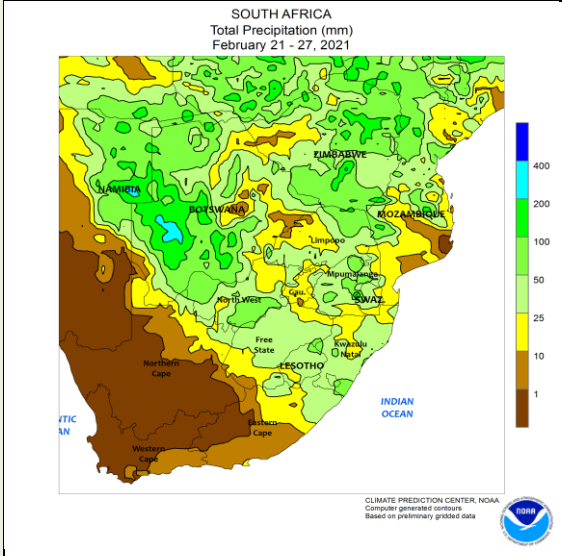 SOUTH AFRICA
Total Precipitation (mm)
February 21 - 27, 2021
ZIMBABWE
NAMIBIA
BOTSWANA
MOZAMBIQUE
Limpopo
Mpumalanga
Gau.
SWAZ.
North West
Free
State
Kwazulu
Natal
LESOTHO
Northern
Cape
Eastern
Cape
Western
Cape
NTIC
AN
INDIAN
OCEAN
400
200
100
50
25
10
1
CLIMATE PREDICTION CENTER, NOAA
Computer generated contours
Based on preliminary gridded data
NOAA